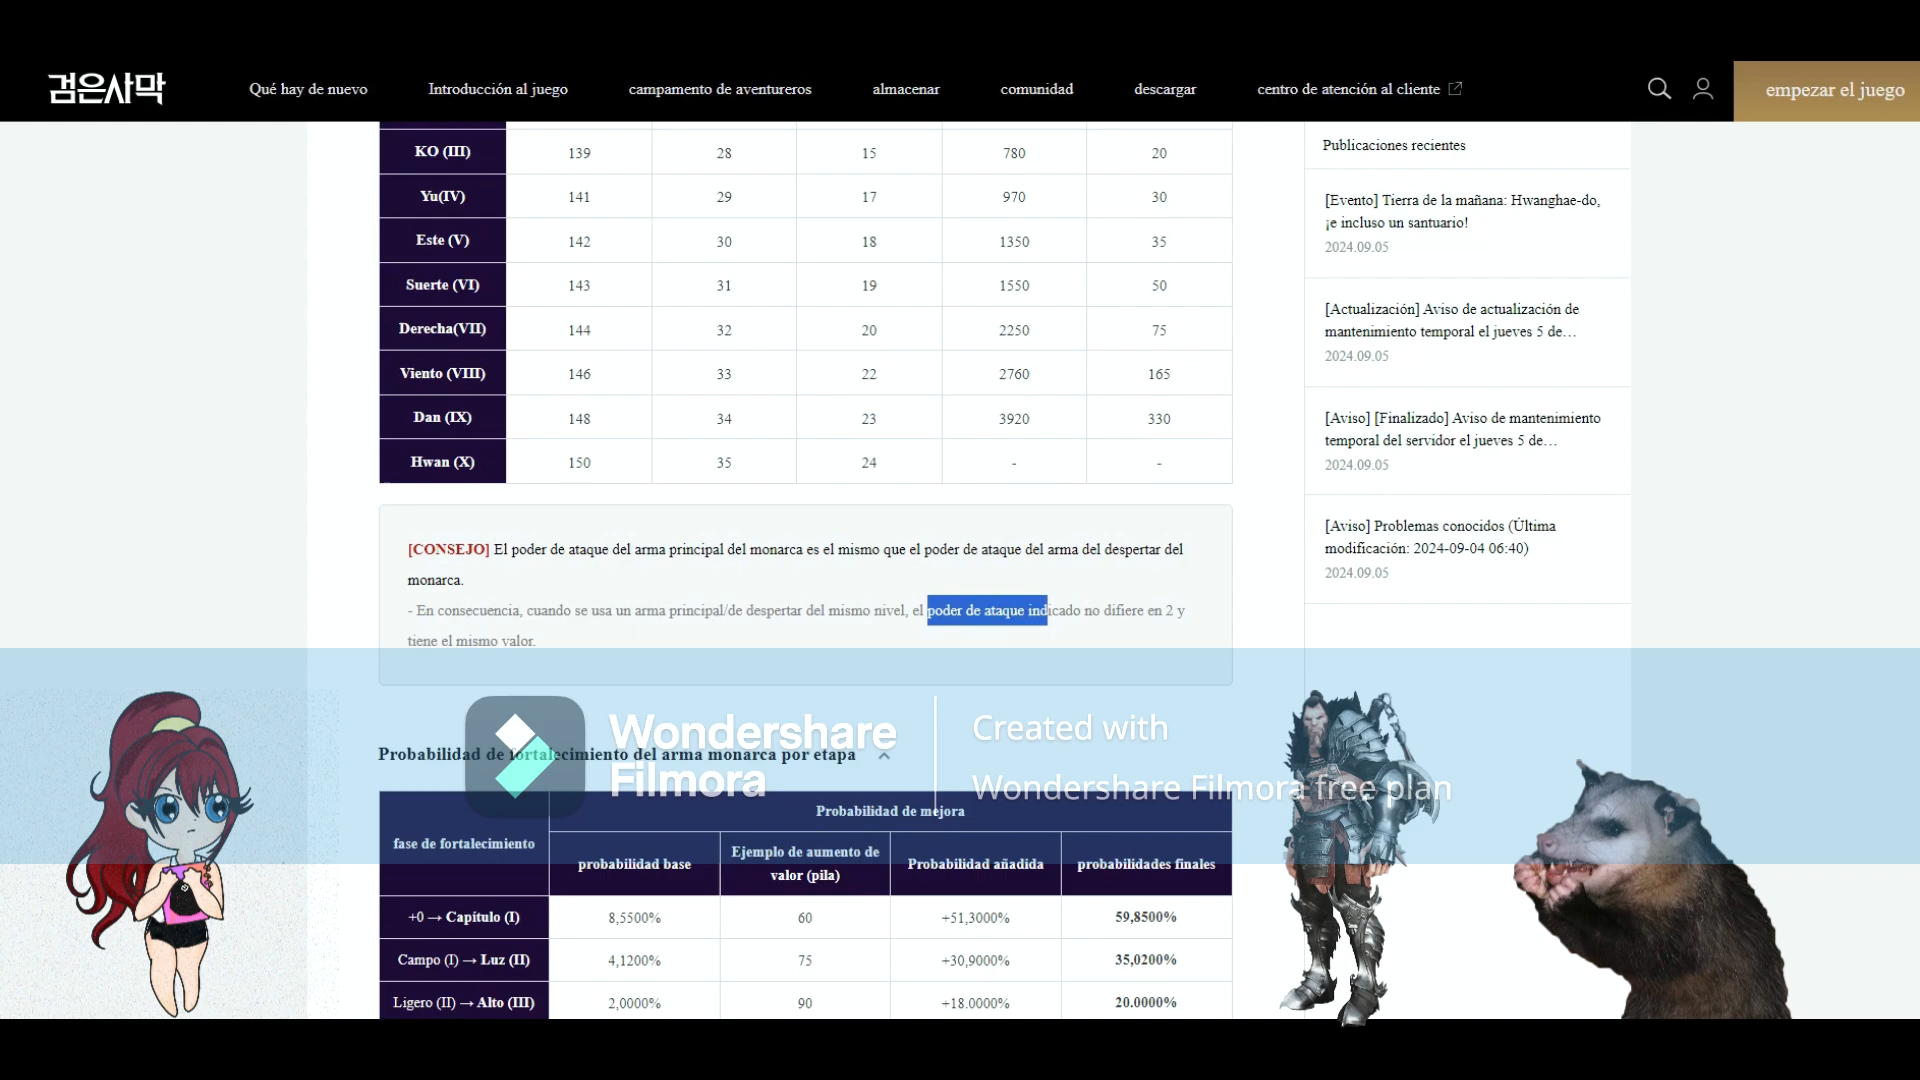 검은사막
Qué hay de nuevo
Introducción al juego
campamento de aventureros
almacenar
comunidad
descargar
centro de atención al cliente
empezar el juego
KO (III) 139 28 15 780 20
Yu(IV) 141 29 17 970 30
Este (V) 142 30 18 1350 35
Suerte (VI) 143 31 19 1550 50
Derecha(VII) 144 32 20 2250 75
Viento (VIII) 146 33 22 2760 165
Dan (IX) 148 34 23 3920 330
Hwan (X) 150 35 24 - -
[CONSEJO] El poder de ataque del arma principal del monarca es el mismo que el poder de ataque del arma del despertar del
monarca.
- En consecuencia, cuando se usa un arma principal/de despertar del mismo nivel, el poder de ataque indicado no difiere en 2 y
tiene el mismo valor.
Probabilidad de fortalecimiento del arma monarca por etapa
fase de fortalecimiento
Probabilidad de mejora
probabilidad base
Ejemplo de aumento de
valor (pila)
Probabilidad añadida
probabilidades finales
+0 → Capítulo (I) 8,5500% 60 +51,3000% 59,8500%
Campo (I) → Luz (II) 4,1200% 75 +30,9000% 35,0200%
Ligero (II) → Alto (III) 2,0000% 90 +18.0000% 20.0000%
Publicaciones recientes
[Evento] Tierra de la mañana: Hwanghae-do,
¡e incluso un santuario!
2024.09.05
[Actualización] Aviso de actualización de
mantenimiento temporal el jueves 5 de…
2024.09.05
[Aviso] [Finalizado] Aviso de mantenimiento
temporal del servidor el jueves 5 de…
2024.09.05
[Aviso] Problemas conocidos (Última
modificación: 2024-09-04 06:40)
2024.09.05
Wondershare
Filmora
Created with
Wondershare Filmora free plan